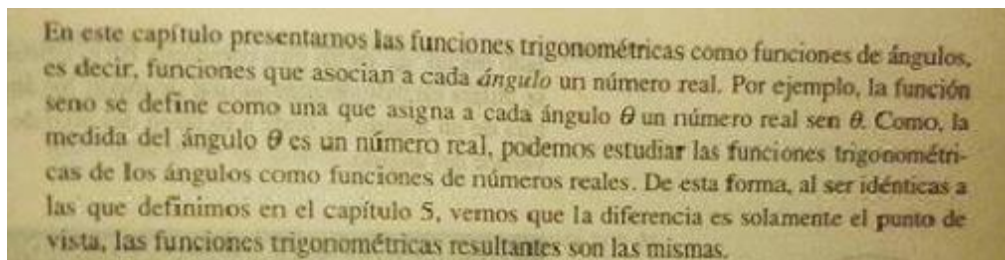 En este capítulo presentamos las funciones trigonométricas como funciones de ángulos,
es decir, funciones que asocian a cada ángulo un número real. Por ejemplo, la función
seno se define como una que asigna a cada ángulo θ un número real sen θ. Como, la
medida del ángulo θ es un número real, podemos estudiar las funciones trigonométri-
cas de los ángulos como funciones de números reales. De esta forma, al ser idénticas a
las que definimos en el capítulo 5, vemos que la diferencia es solamente el punto de
vista, las funciones trigonométricas resultantes son las mismas.